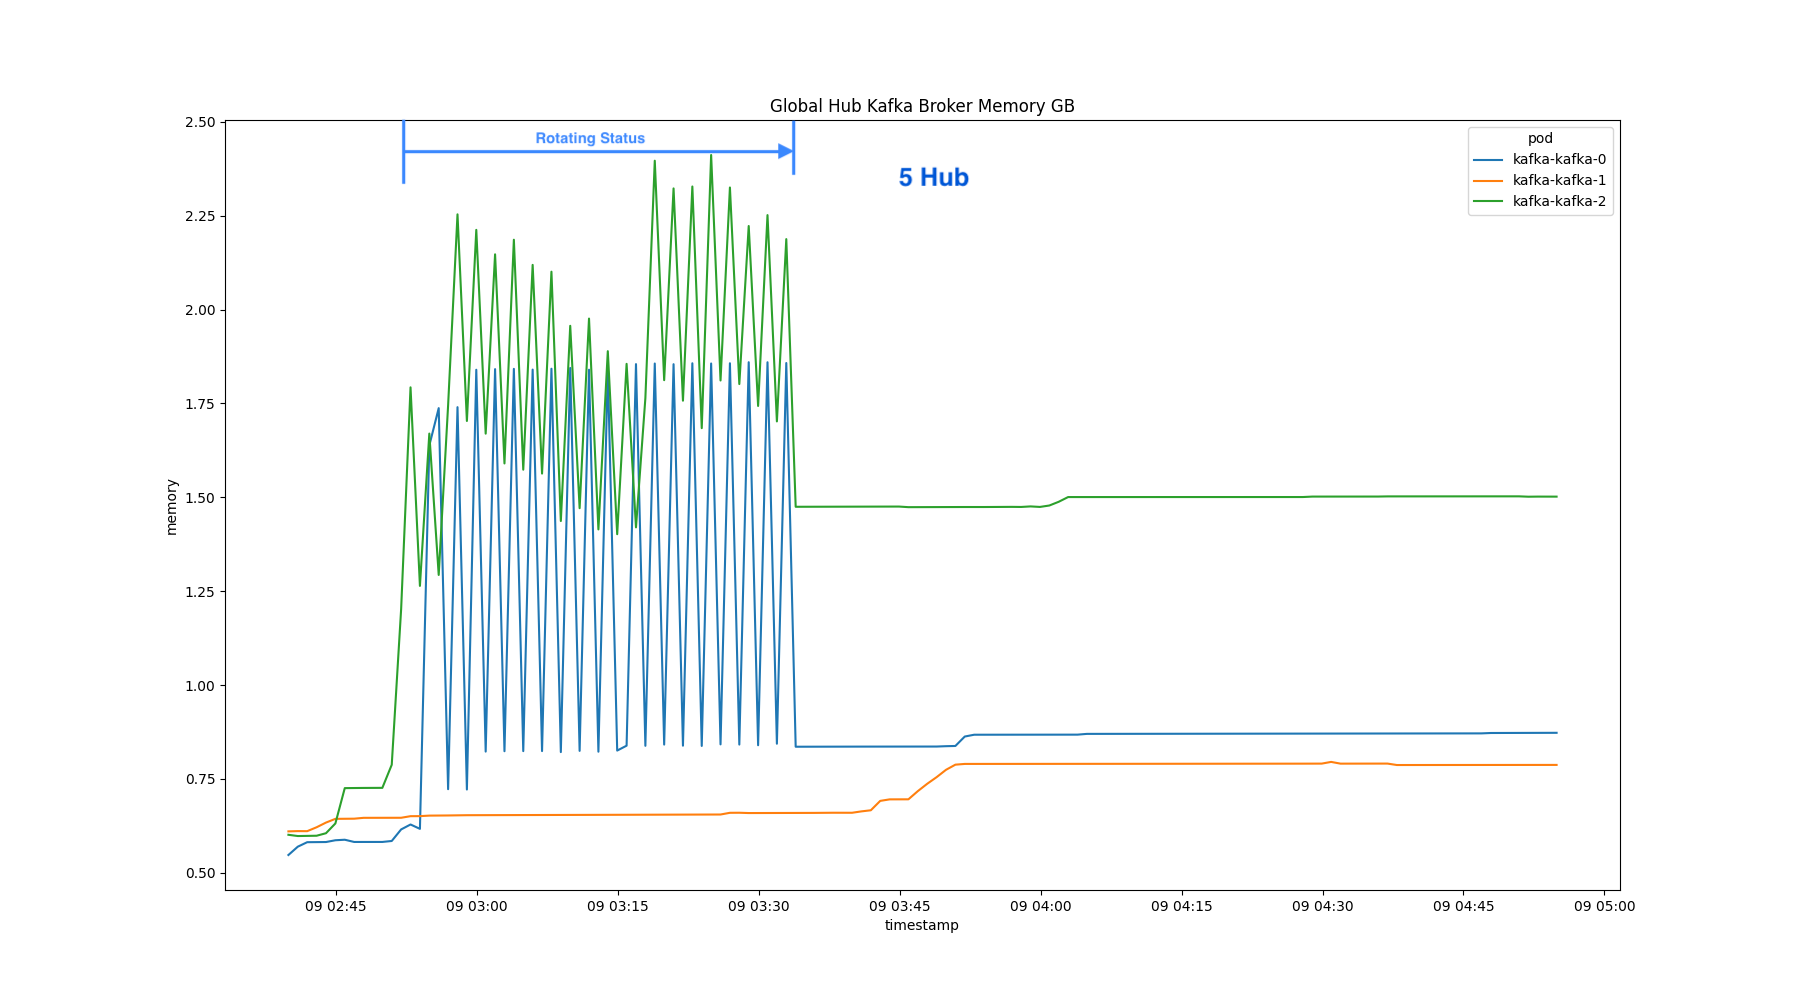 Global Hub Kafka Broker Memory GB
Rotating Status
5 Hub
pod
kafka-kafka-0
kafka-kafka-1
kafka-kafka-2
2.50
2.25
2.00
1.75
1.50
1.25
1.00
0.75
0.50
memory
09 02:45
09 03:00
09 03:15
09 03:30
09 03:45
09 04:00
09 04:15
09 04:30
09 04:45
09 05:00
timestamp